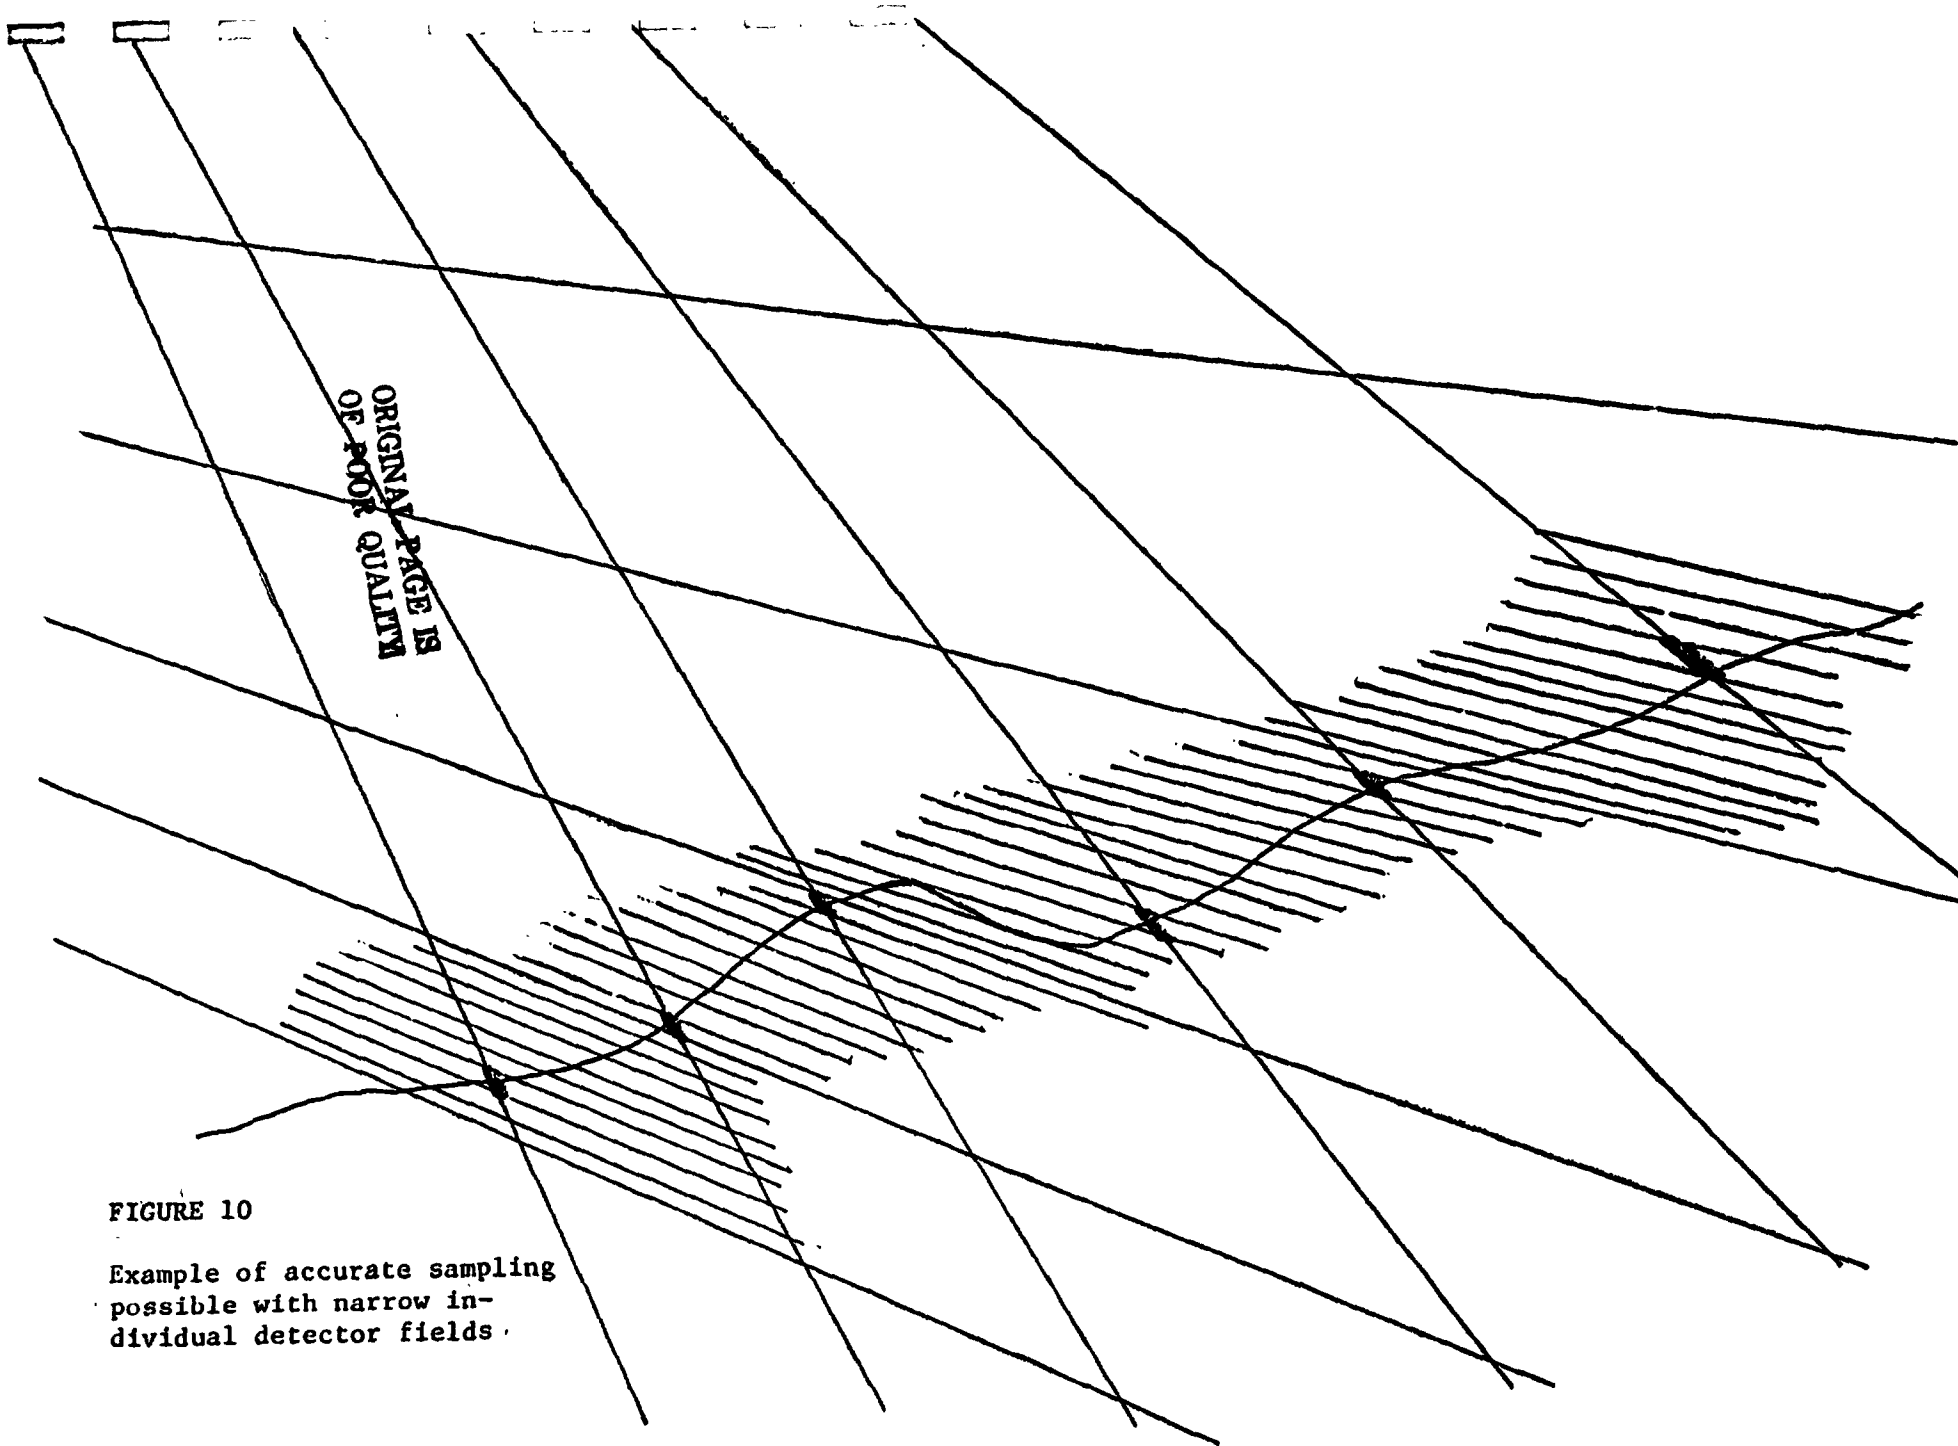 ORIGINAL PAGE IS
OF POOR QUALITY
FIGURE 10
Example of accurate sampling
possible with narrow in-
dividual detector fields